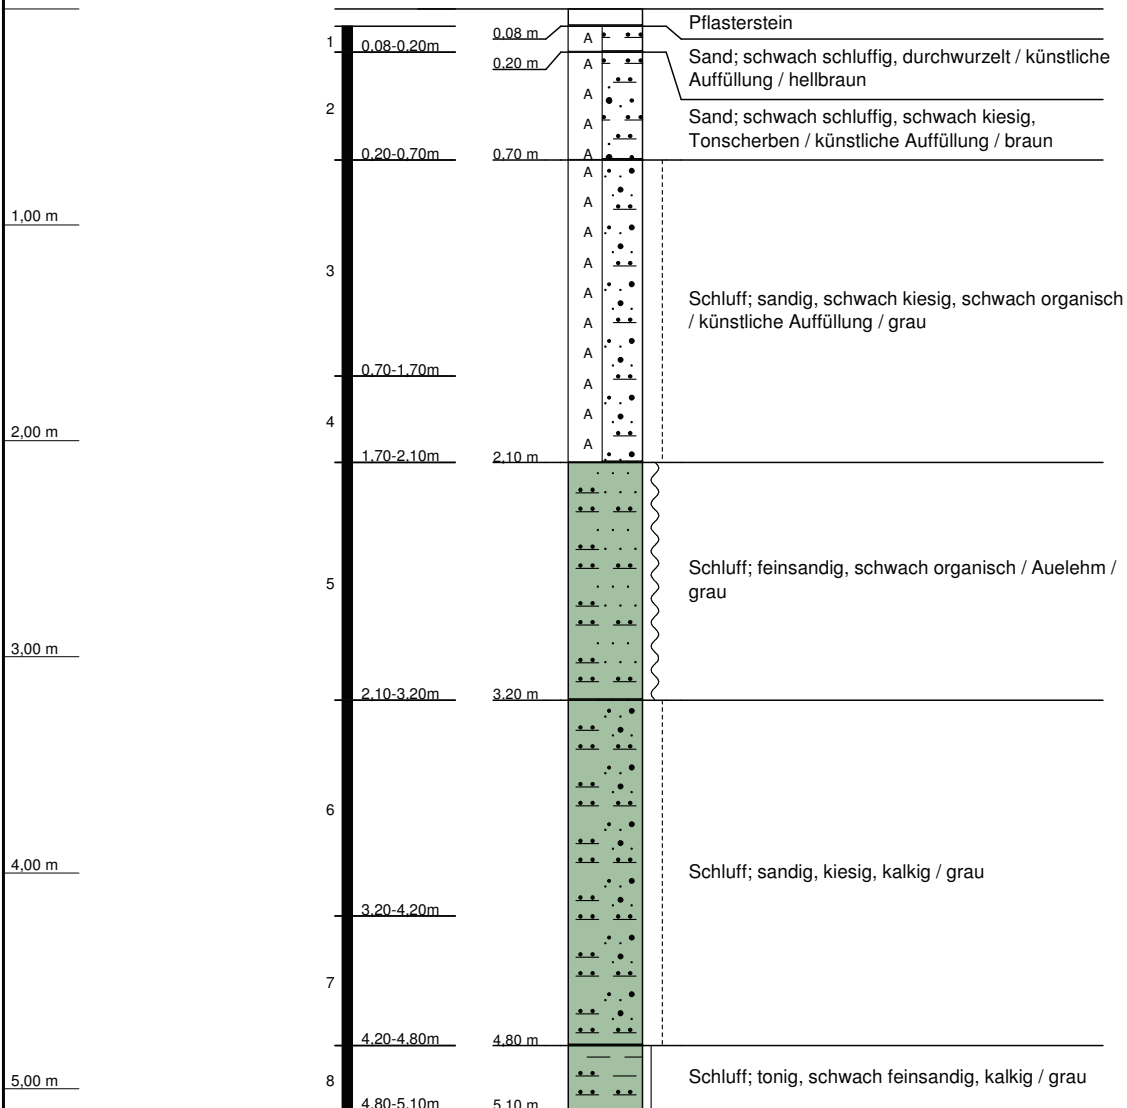 Pflasterstein
0,08 m
A
1
0,08-0,20m
Sand; schwach schluffig, durchwurzelt / künstliche
Auffüllung / hellbraun
0,20 m
A
A
2
Sand; schwach schluffig, schwach kiesig,
Tonscherben / künstliche Auffüllung / braun
A
0,20-0,70m
0,70 m
A
A
A
1,00 m
A
A
3
Schluff; sandig, schwach kiesig, schwach organisch
/ künstliche Auffüllung / grau
A
A
A
0,70-1,70m
A
A
4
2,00 m
A
1,70-2,10m
2,10 m
Schluff; feinsandig, schwach organisch / Auelehm /
grau
5
3,00 m
2,10-3,20m
3,20 m
6
4,00 m
Schluff; sandig, kiesig, kalkig / grau
3,20-4,20m
7
4,20-4,80m
4,80 m
5,00 m
8
Schluff; tonig, schwach feinsandig, kalkig / grau
4,80-5,10m
5,10 m